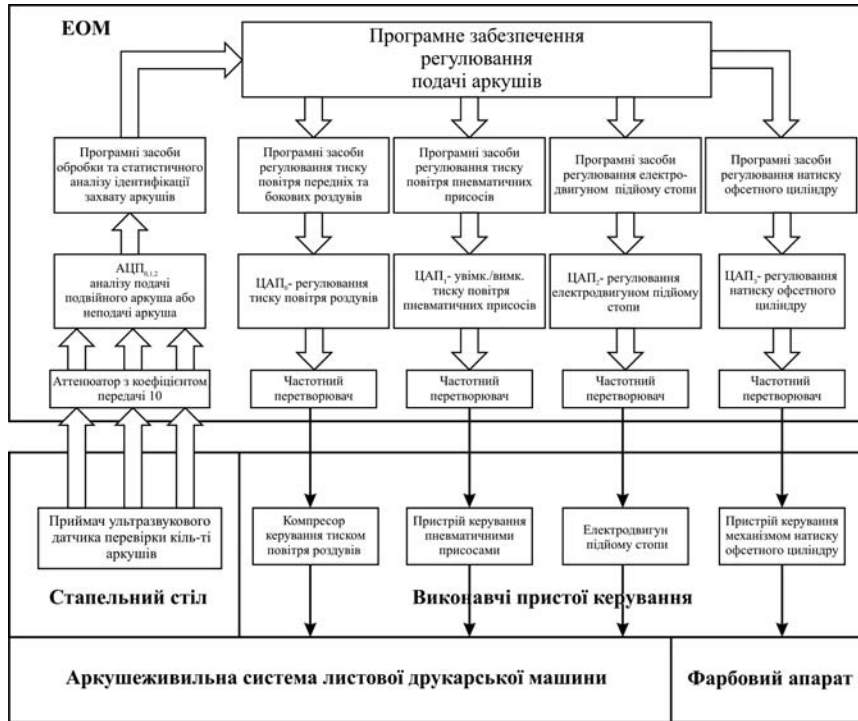 ЕОМ
Програмне забезпечення
регулювання
подачі аркушів
Програмні засоби
обробки та статистичного
аналізу ідентифікації
захвату аркушів
Програмні засоби
регулювання тиску
повітря передніх та
бокових роздувів
Програмні засоби
регулювання тиску
повітря пневматичних
присосів
Програмні засоби
регулювання електро-
двигуном підйому стопи
Програмні засоби
регулювання натиску
офсетного циліндру
АЦП0,1,2
аналізу подачі
подвійного аркуша або
неподачі аркуша
ЦАП0- регулювання
тиску повітря роздувів
ЦАП1- увімк./вимк.
тиску повітря
пневматичних присосів
ЦАП2- регулювання
електродвигуном підйому
стопи
ЦАП3- регулювання
натиску офсетного
циліндру
Аттенюатор з коефіцієнтом
передачі 10
Частотний
перетворювач
Частотний
перетворювач
Частотний
перетворювач
Частотний
перетворювач
Приймач ультразвукового
датчика перевірки кіль-ті
аркушів
Компресор
керування тиском
повітря роздувів
Пристрій керування
пневматичними
присосами
Електродвигун
підйому стопи
Пристрій керування
механізмом натиску
офсетного циліндру
Стапельний стіл
Виконавчі пристої керування
Аркушеживильна система листової друкарської машини
Фарбовий апарат